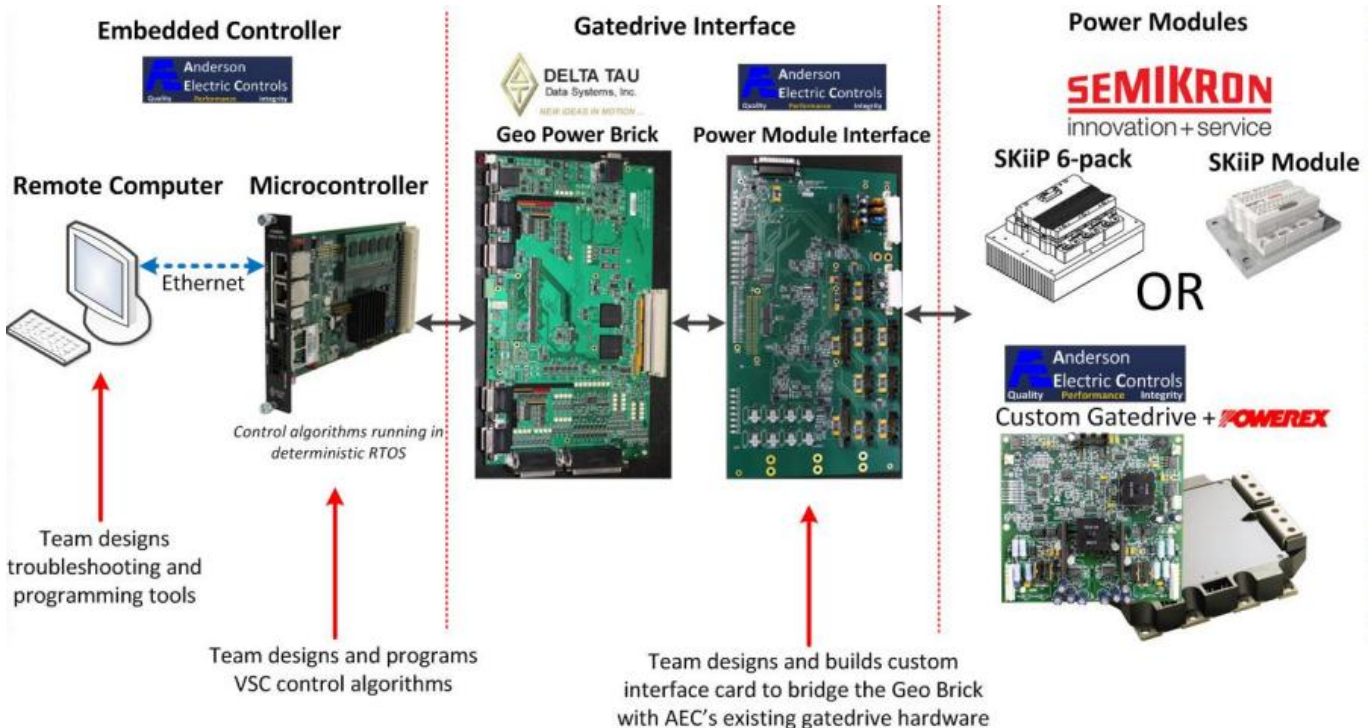 Embedded Controller
Anderson
Electric Controls
Quality Performance Integrity
Remote Computer
Microcontroller
Ethernet
Control algorithms running in
deterministic RTOS
Team designs
troubleshooting and
programming tools
Team designs and programs
VSC control algorithms
Gatedrive Interface
DELTA TAU
Data Systems, Inc.
NEW IDEAS IN MOTION ...
Geo Power Brick
Anderson
Electric Controls
Quality Performance Integrity
Power Module Interface
Team designs and builds custom
interface card to bridge the Geo Brick
with AEC's existing gatedrive hardware
Power Modules
SEMIKRON
innovation+service
SKiiP 6-pack
SKiiP Module
OR
Anderson
Electric Controls
Quality Performance Integrity
Custom Gatedrive + POWEREX